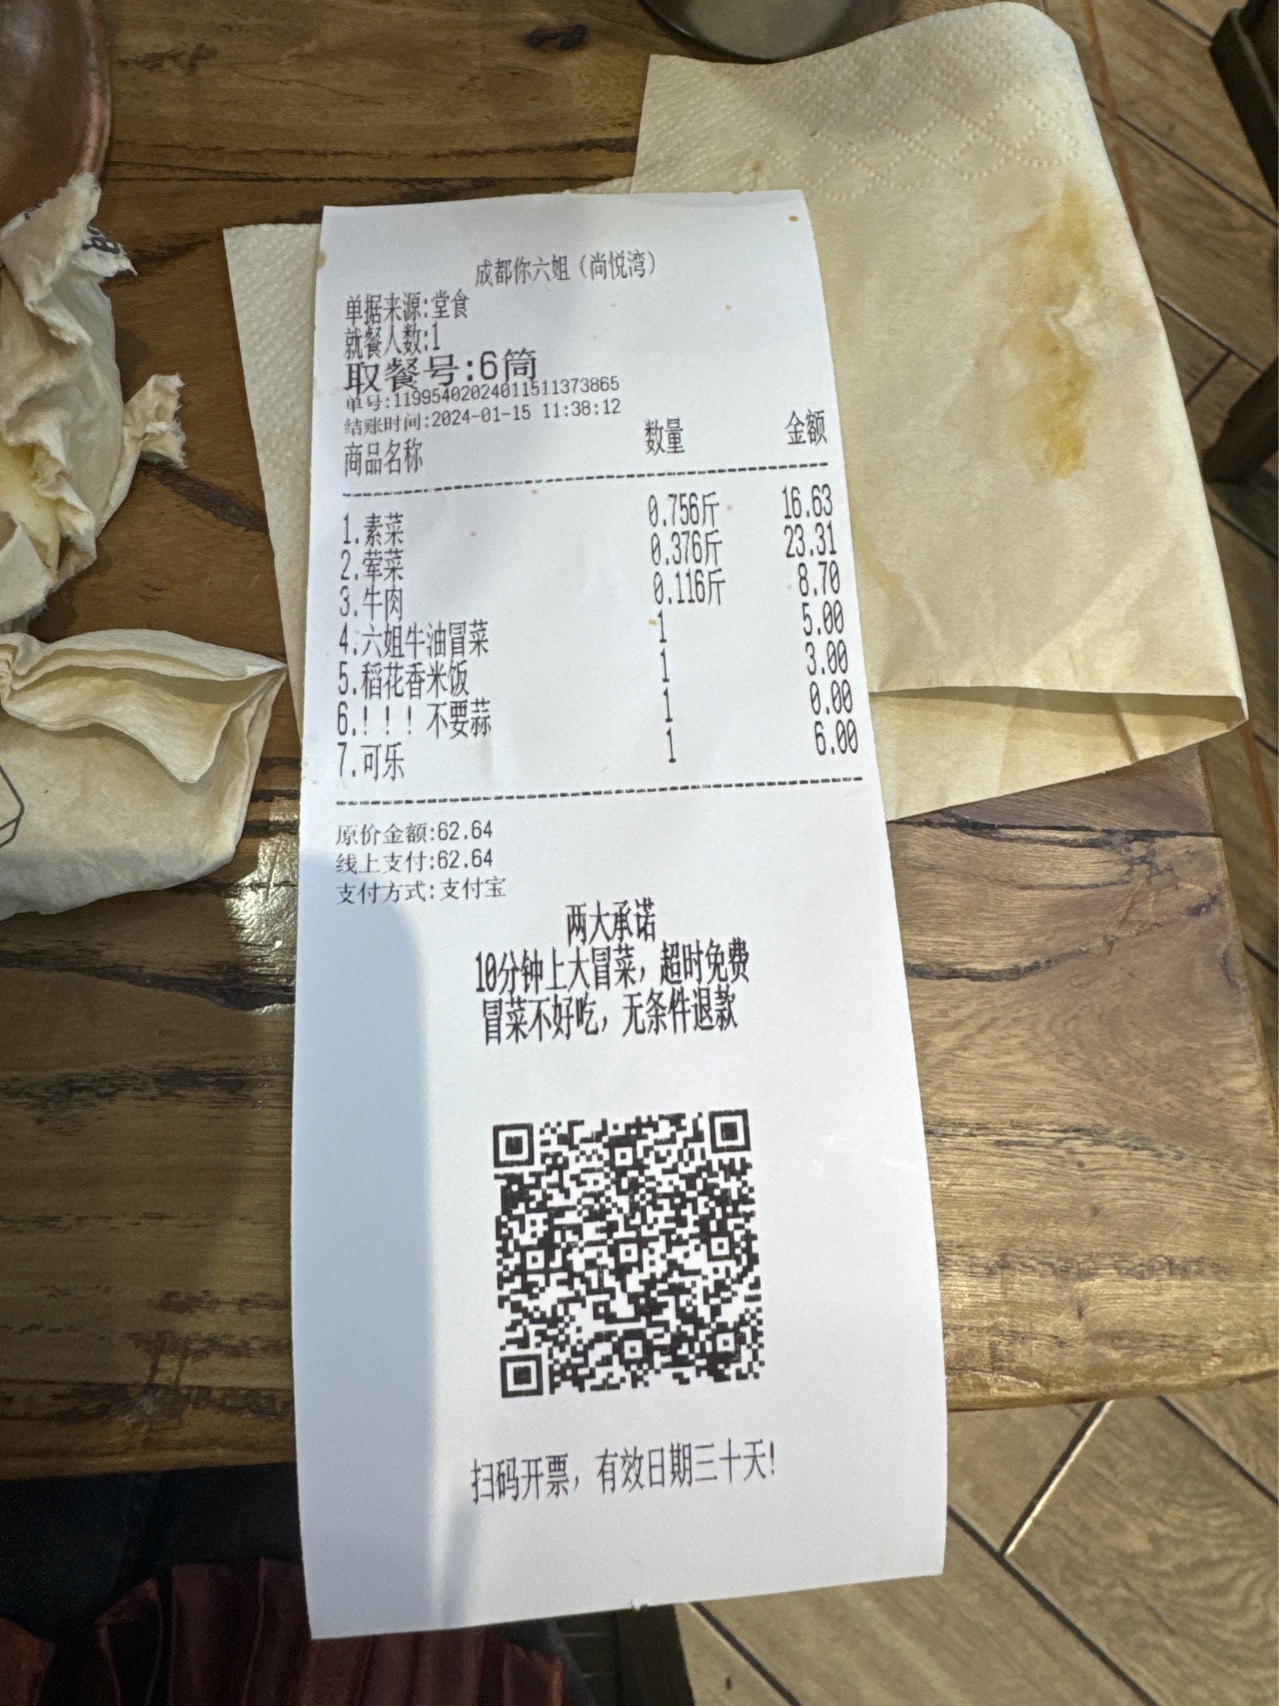 成都你六姐（尚悦湾）
单据来源:堂食
就餐人数:1
取餐号:6筒
单号:11995402024011511373865
结账时间:2024-01-15 11:38:12
商品名称 数量 金额
1.素菜 0.756斤 16.63
2.荤菜 0.376斤 23.31
3.牛肉 0.116斤 8.70
4.六姐牛油冒菜 1 5.00
5.稻花香米饭 1 3.00
6.！！！不要蒜 1 0.00
7.可乐 1 6.00
原价金额:62.64
线上支付:62.64
支付方式:支付宝
两大承诺
10分钟上大冒菜，超时免费
冒菜不好吃，无条件退款
扫码开票，有效日期三十天!